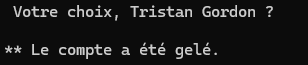 Votre choix, Tristan Gordon ?
** Le compte a été gelé.